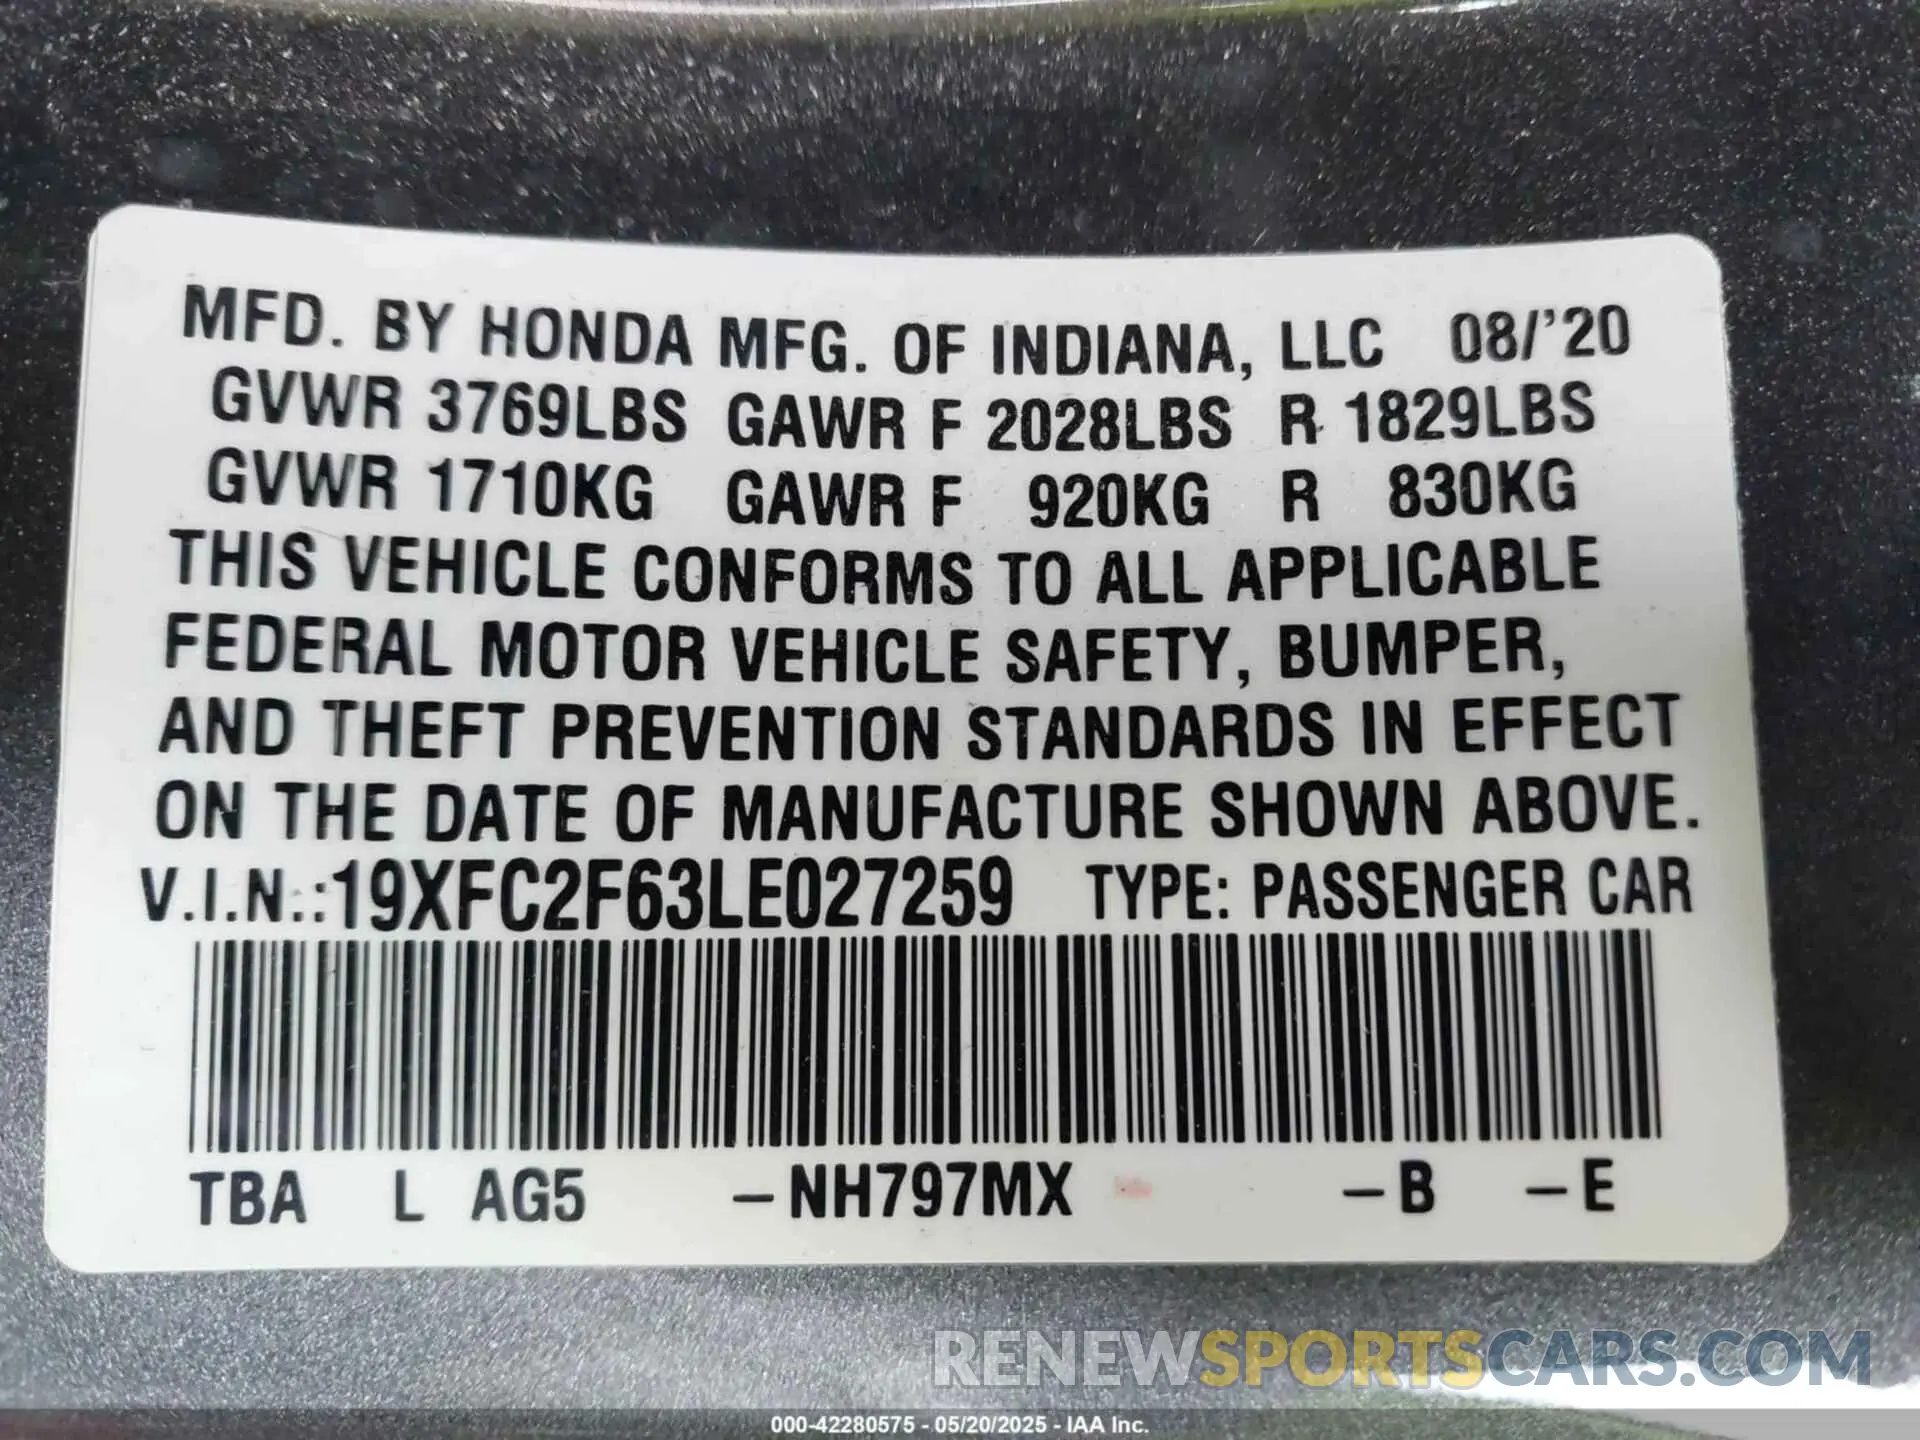 MFD. BY HONDA MFG. OF INDIANA, LLC 08/'20
GVWR 3769LBS GAWR F 2028LBS R 1829LBS
GVWR 1710KG GAWR F 920KG R 830KG
THIS VEHICLE CONFORMS TO ALL APPLICABLE
FEDERAL MOTOR VEHICLE SAFETY, BUMPER,
AND THEFT PREVENTION STANDARDS IN EFFECT
ON THE DATE OF MANUFACTURE SHOWN ABOVE.
V.I.N.:19XFC2F63LE027259 TYPE: PASSENGER CAR
TBA L AG5 –NH797MX –B –E
RENEWSPORTSCARS.COM
000-42280575 - 05/20/2025 - IAA Inc.